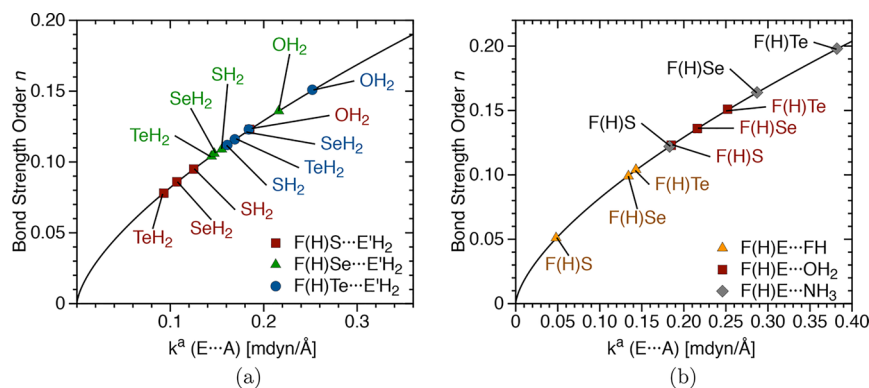 Bond Strength Order n
0.20
0.15
0.10
0.05
0
OH₂
SH₂
SeH₂
TeH₂
OH₂
OH₂
SeH₂
TeH₂
SH₂
SH₂
SeH₂
TeH₂
F(H)S···E'H₂
F(H)Se···E'H₂
F(H)Te···E'H₂
0.1
0.2
0.3
kᵃ (E···A) [mdyn/Å]
(a)
Bond Strength Order n
0.20
0.15
0.10
0.05
0
F(H)Te
F(H)Se
F(H)S
F(H)Te
F(H)Se
F(H)S
F(H)Te
F(H)Se
F(H)S
F(H)E···FH
F(H)E···OH₂
F(H)E···NH₃
0
0.05
0.10
0.15
0.20
0.25
0.30
0.35
0.40
kᵃ (E···A) [mdyn/Å]
(b)